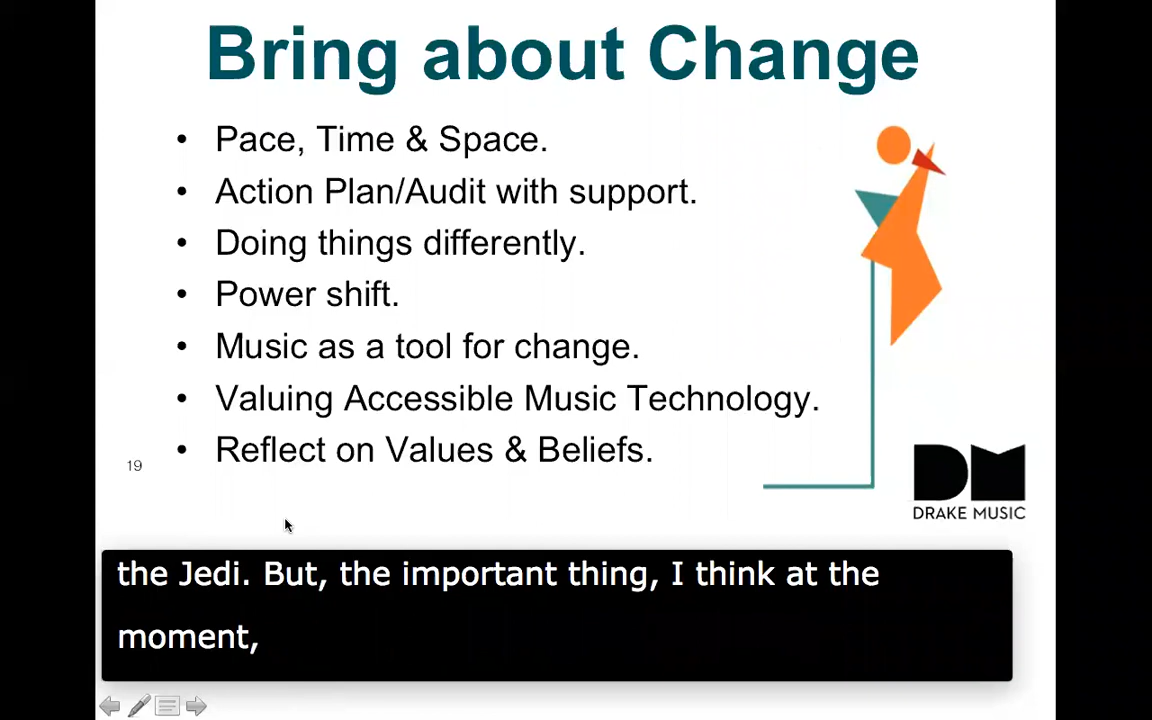 Bring about Change
• Pace, Time & Space.
• Action Plan/Audit with support.
• Doing things differently.
• Power shift.
• Music as a tool for change.
• Valuing Accessible Music Technology.
• Reflect on Values & Beliefs.
19
DM
DRAKE MUSIC
the Jedi. But, the important thing, I think at the
moment,